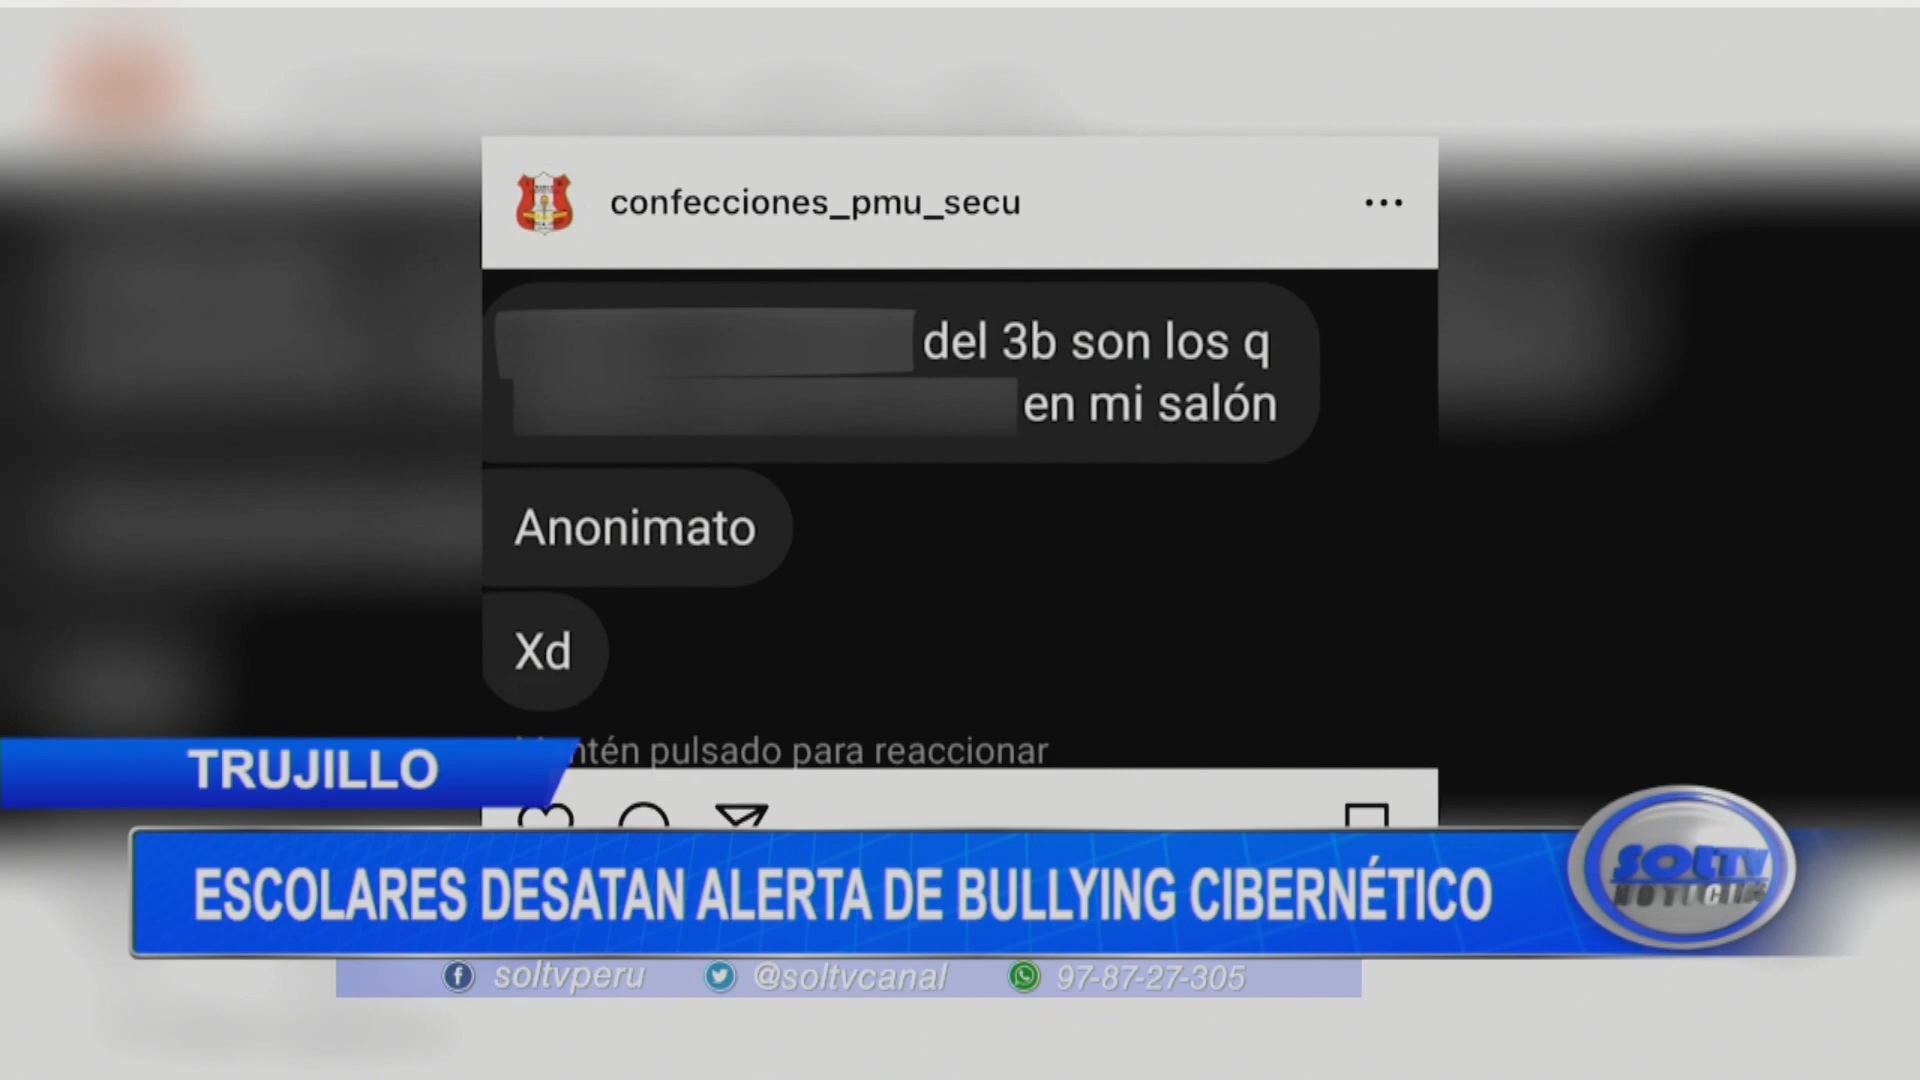 confecciones_pmu_secu
del 3b son los q
en mi salón
Anonimato
Xd
pulsado para reaccionar
TRUJILLO
ESCOLARES DESATAN ALERTA DE BULLYING CIBERNÉTICO
SOLTV
NOTICIAS
soltvperu @soltvcanal 97-87-27-305